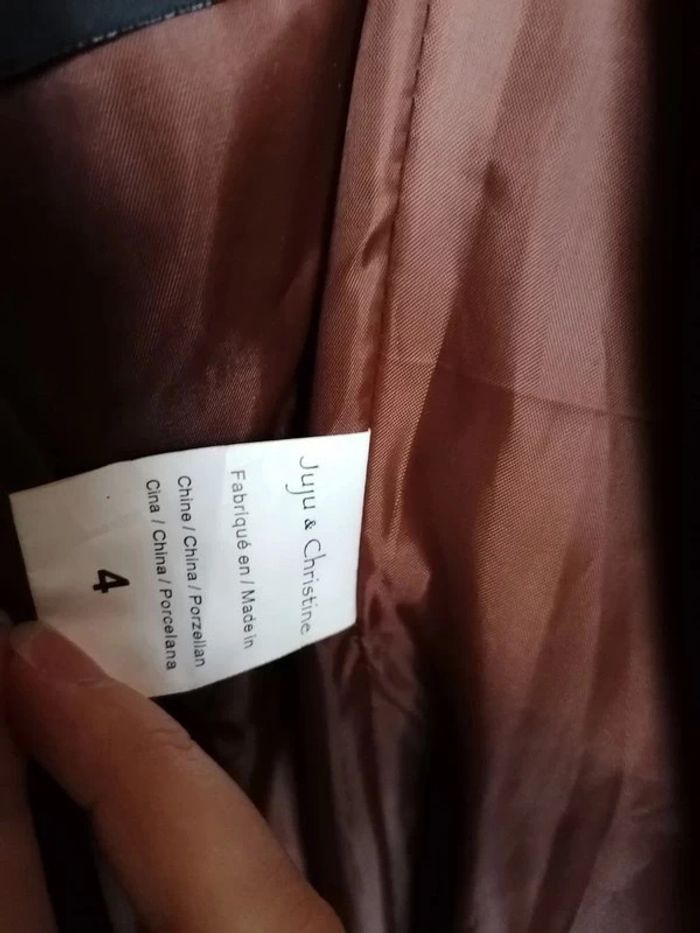 Juju & Christine
Fabriqué en / Made in
Chine / China / Porzellan
Cina / China / Porcelana
4